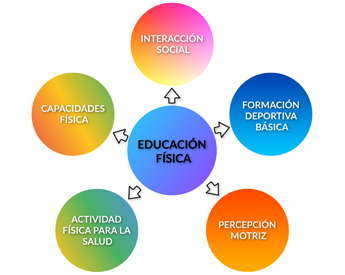 INTERACCIÓN
SOCIAL
CAPACIDADES
FÍSICA
FORMACIÓN
DEPORTIVA
BÁSICA
EDUCACIÓN
FÍSICA
ACTIVIDAD
FÍSICA PARA LA
SALUD
PERCEPCIÓN
MOTRIZ